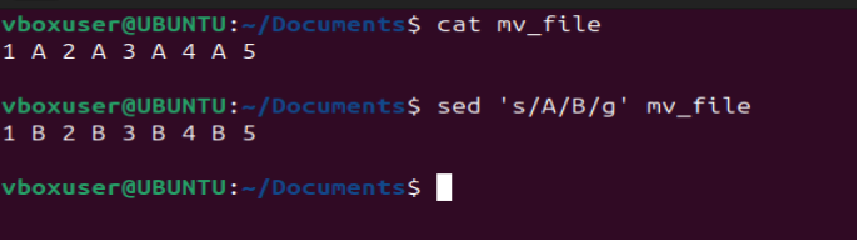 vboxuser@UBUNTU:~/Documents$ cat mv_file
1 A 2 A 3 A 4 A 5
vboxuser@UBUNTU:~/Documents$ sed 's/A/B/g' mv_file
1 B 2 B 3 B 4 B 5
vboxuser@UBUNTU:~/Documents$